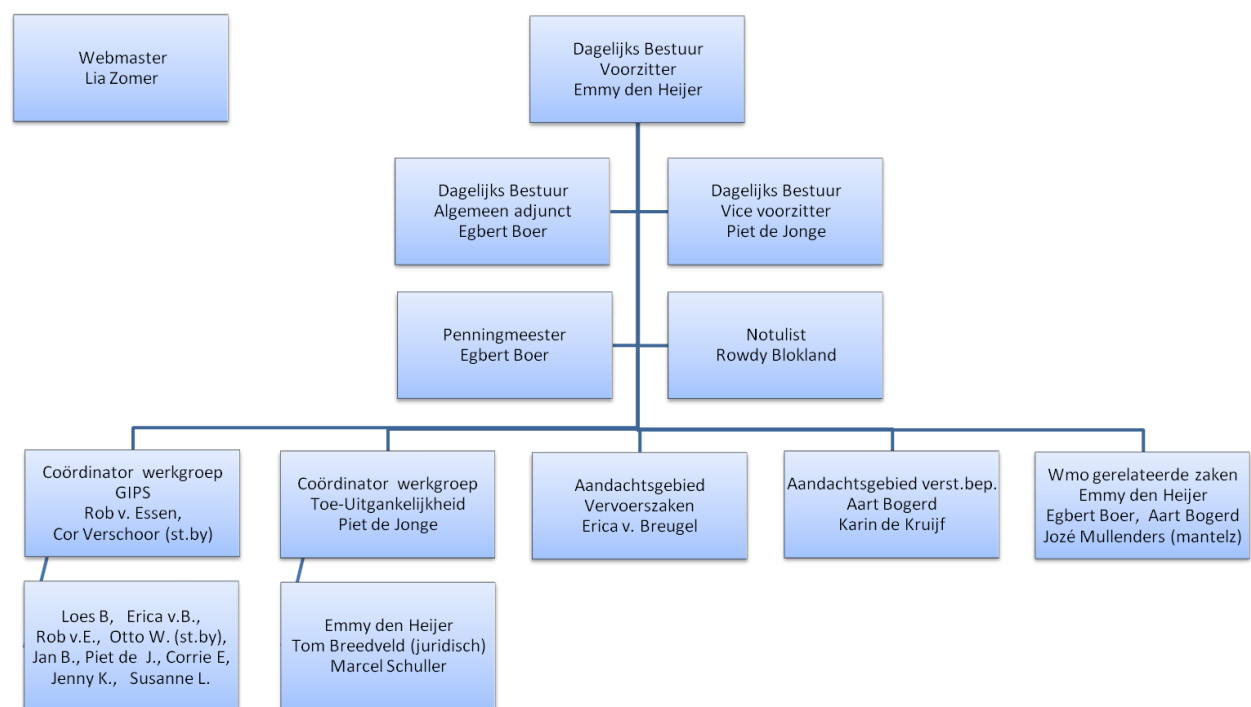 Webmaster
Lia Zomer
Dagelijks Bestuur
Voorzitter
Emmy den Heijer
Dagelijks Bestuur
Algemeen adjunct
Egbert Boer
Dagelijks Bestuur
Vice voorzitter
Piet de Jonge
Penningmeester
Egbert Boer
Notulist
Rowdy Blokland
Coördinator werkgroep
GIPS
Rob v. Essen,
Cor Verschoor (st.by)
Coördinator werkgroep
Toe-Uitgankelijkheid
Piet de Jonge
Aandachtsgebied
Vervoerszaken
Erica v. Breugel
Aandachtsgebied verst.bep.
Aart Bogerd
Karin de Kruijf
Wmo gerelateerde zaken
Emmy den Heijer
Egbert Boer, Aart Bogerd
Jozé Mullenders (mantelz)
Loes B, Erica v.B.,
Rob v.E., Otto W. (st.by),
Jan B., Piet de J., Corrie E,
Jenny K., Susanne L.
Emmy den Heijer
Tom Breedveld (juridisch)
Marcel Schuller